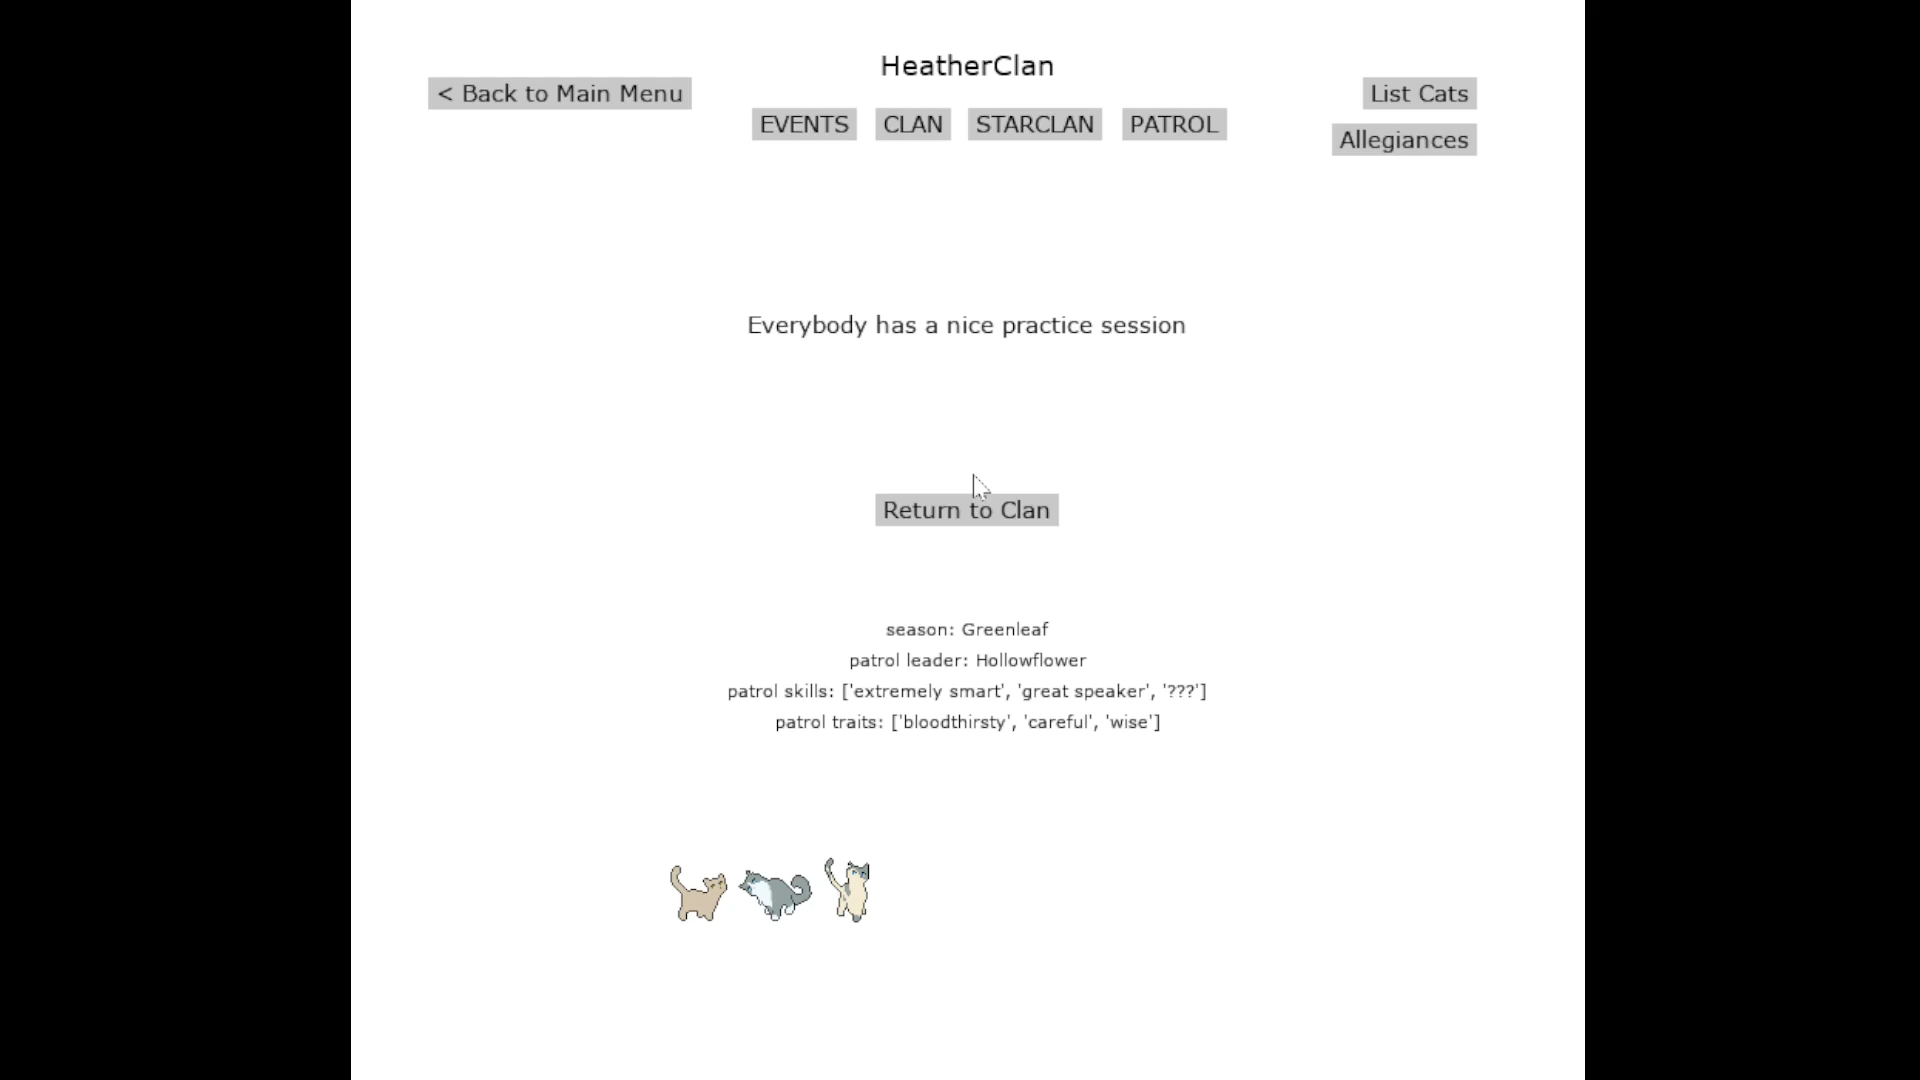 HeatherClan
< Back to Main Menu
List Cats
EVENTS CLAN STARCLAN PATROL
Allegiances
Everybody has a nice practice session
Return to Clan
season: Greenleaf
patrol leader: Hollowflower
patrol skills: ['extremely smart', 'great speaker', '???']
patrol traits: ['bloodthirsty', 'careful', 'wise']